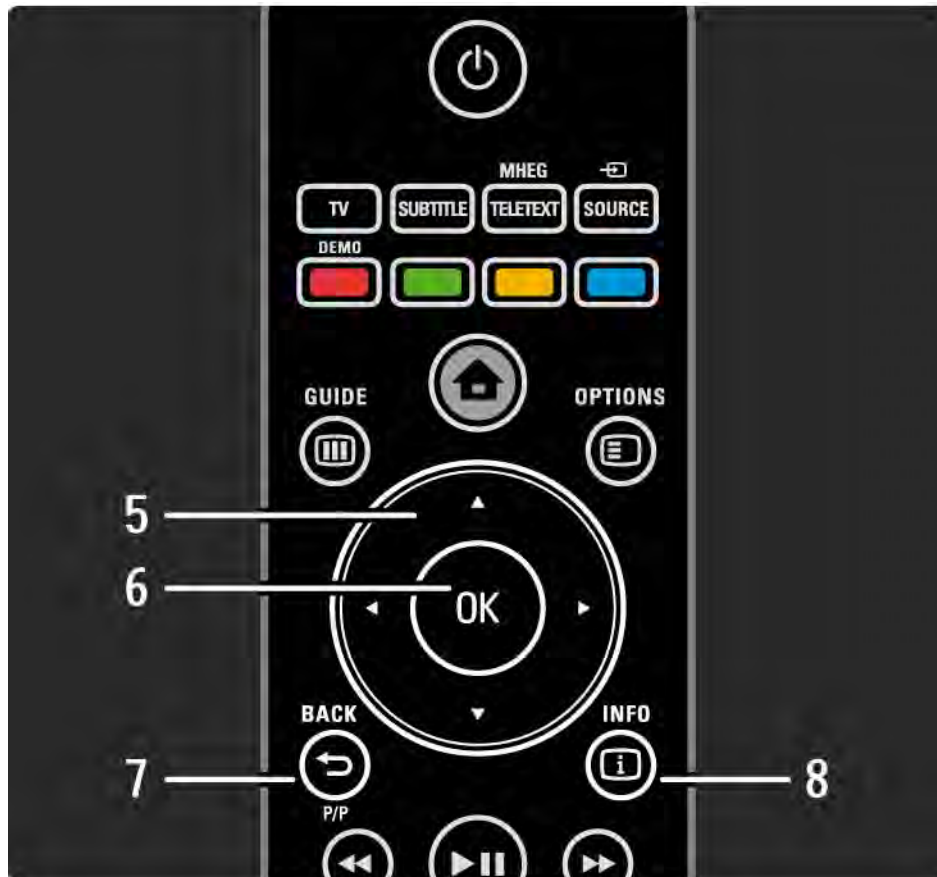 MHEG
TV SUBTITLE TELETEXT SOURCE
DEMO
GUIDE OPTIONS
5
6 OK
BACK INFO
i
7 8
P/P